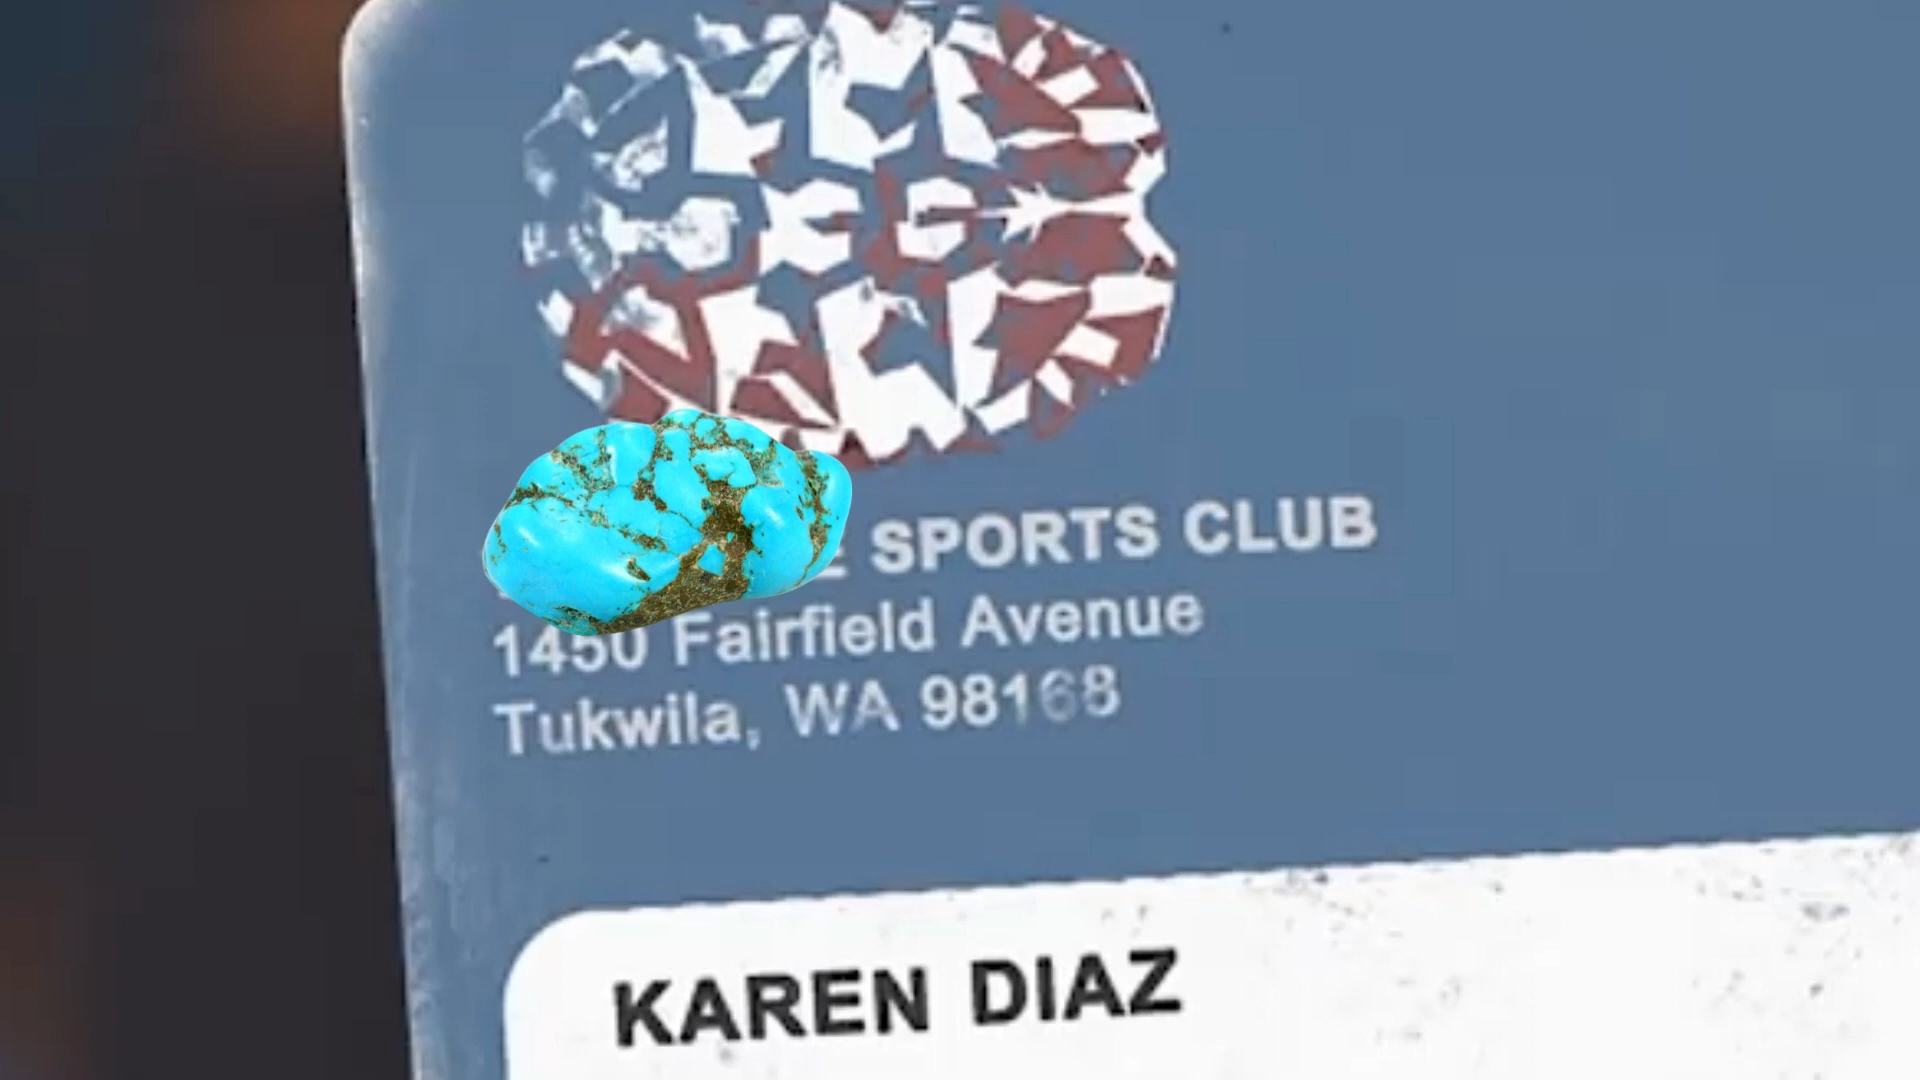 SPORTS CLUB
1450 Fairfield Avenue
Tukwila, WA 98168
KAREN DIAZ